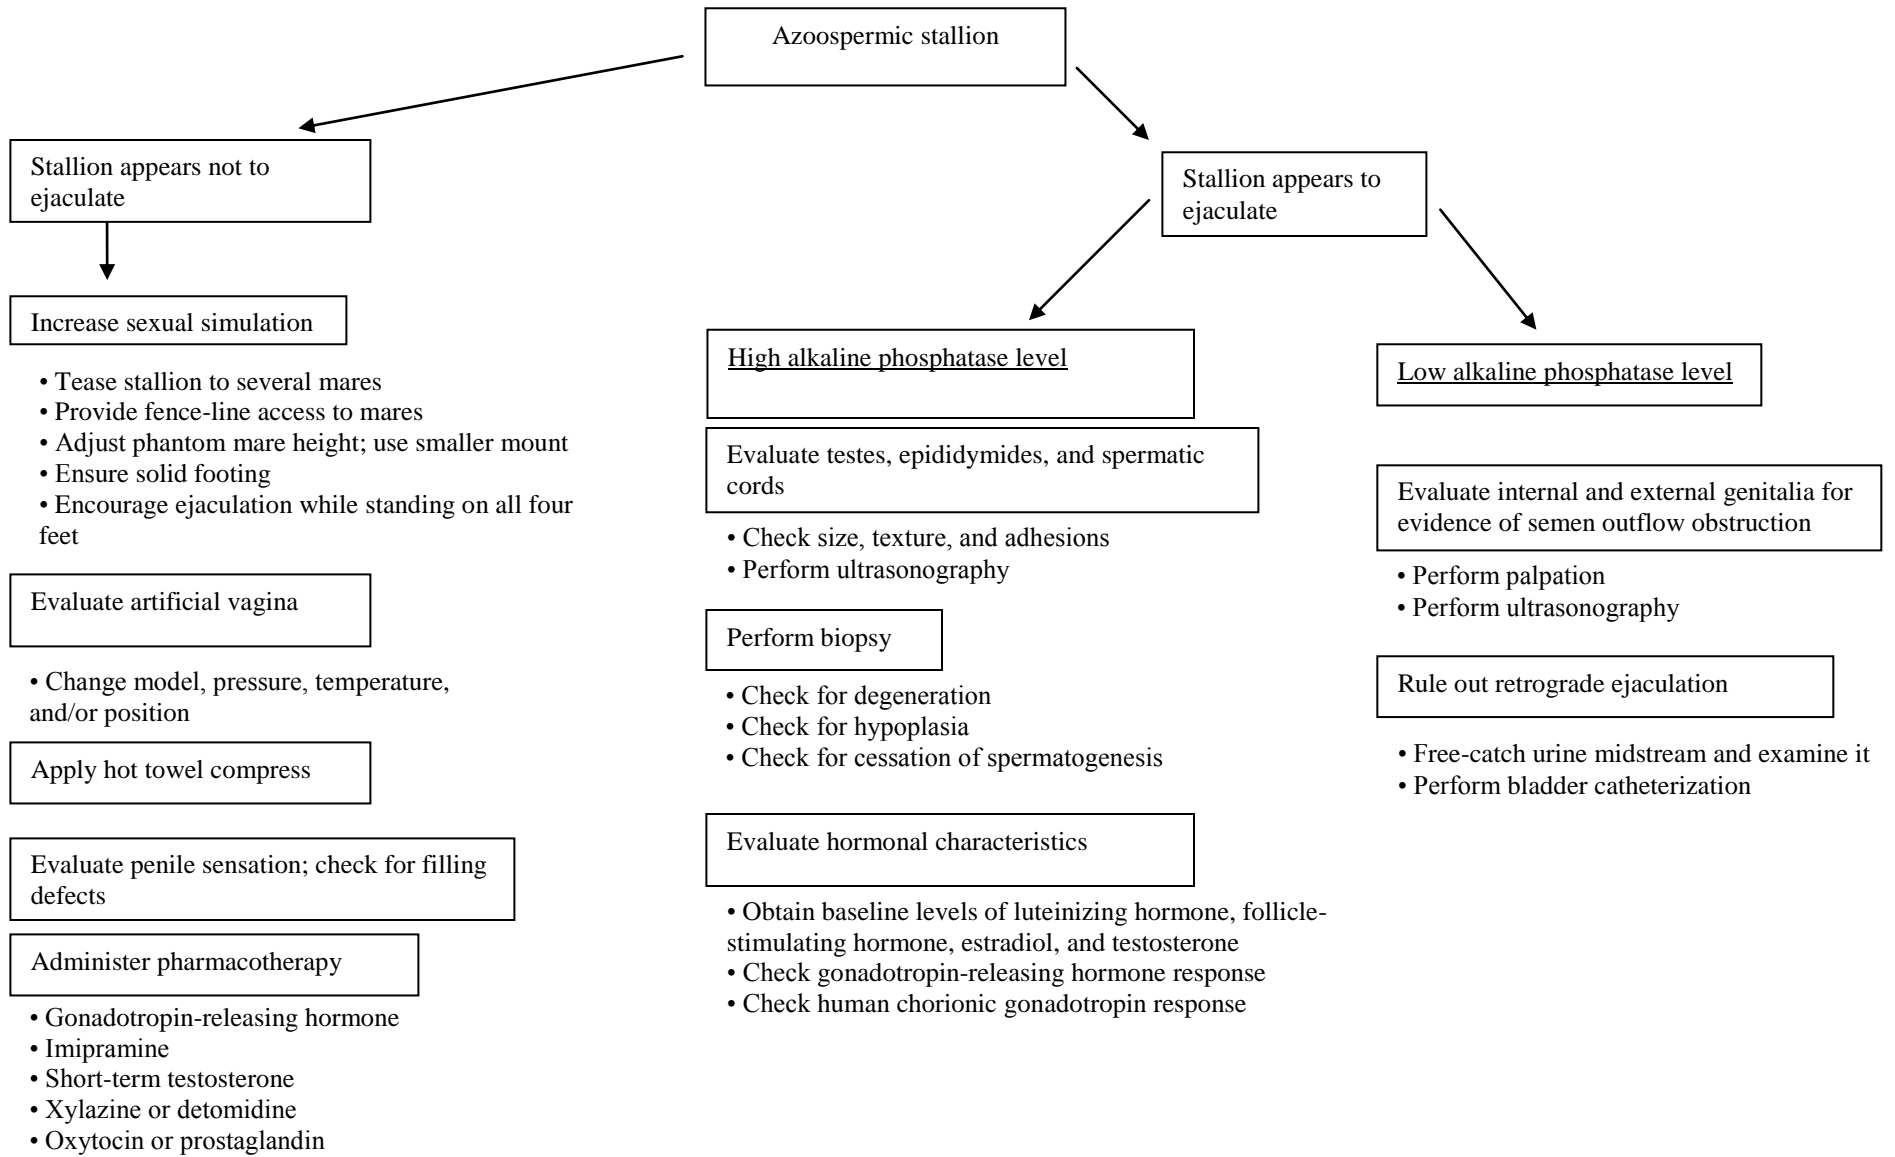 Azoospermic stallion
Stallion appears not to
ejaculate
Stallion appears to
ejaculate
Increase sexual simulation
• Tease stallion to several mares
• Provide fence-line access to mares
• Adjust phantom mare height; use smaller mount
• Ensure solid footing
• Encourage ejaculation while standing on all four
feet
Evaluate artificial vagina
• Change model, pressure, temperature,
and/or position
Apply hot towel compress
Evaluate penile sensation; check for filling
defects
Administer pharmacotherapy
• Gonadotropin-releasing hormone
• Imipramine
• Short-term testosterone
• Xylazine or detomidine
• Oxytocin or prostaglandin
High alkaline phosphatase level
Evaluate testes, epididymides, and spermatic
cords
• Check size, texture, and adhesions
• Perform ultrasonography
Perform biopsy
• Check for degeneration
• Check for hypoplasia
• Check for cessation of spermatogenesis
Evaluate hormonal characteristics
• Obtain baseline levels of luteinizing hormone, follicle-
stimulating hormone, estradiol, and testosterone
• Check gonadotropin-releasing hormone response
• Check human chorionic gonadotropin response
Low alkaline phosphatase level
Evaluate internal and external genitalia for
evidence of semen outflow obstruction
• Perform palpation
• Perform ultrasonography
Rule out retrograde ejaculation
• Free-catch urine midstream and examine it
• Perform bladder catheterization